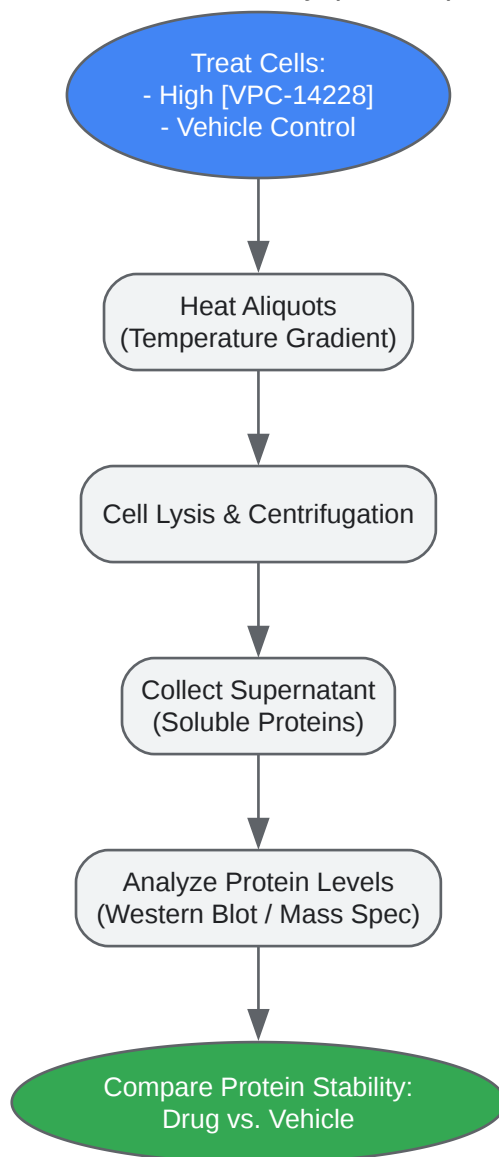 Treat Cells:
- High [VPC-14228]
- Vehicle Control
Heat Aliquots
(Temperature Gradient)
Cell Lysis & Centrifugation
Collect Supernatant
(Soluble Proteins)
Analyze Protein Levels
(Western Blot / Mass Spec)
Compare Protein Stability:
Drug vs. Vehicle